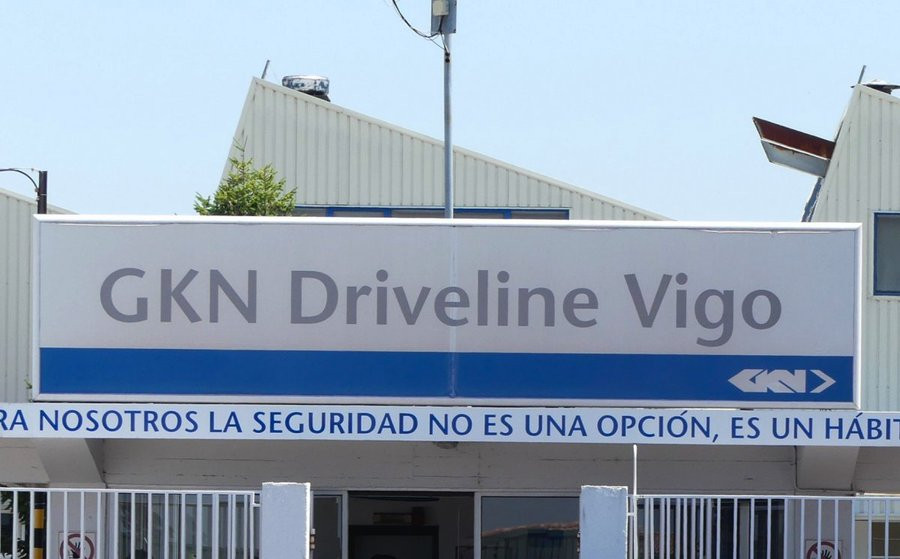 GKN Driveline Vigo
GKN
RA NOSOTROS LA SEGURIDAD NO ES UNA OPCIÓN, ES UN HÁBIT